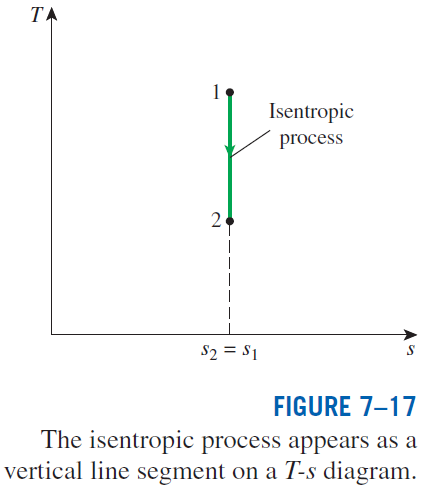 T
1
Isentropic
process
2
s₂ = s₁
s
FIGURE 7–17
The isentropic process appears as a
vertical line segment on a T-s diagram.